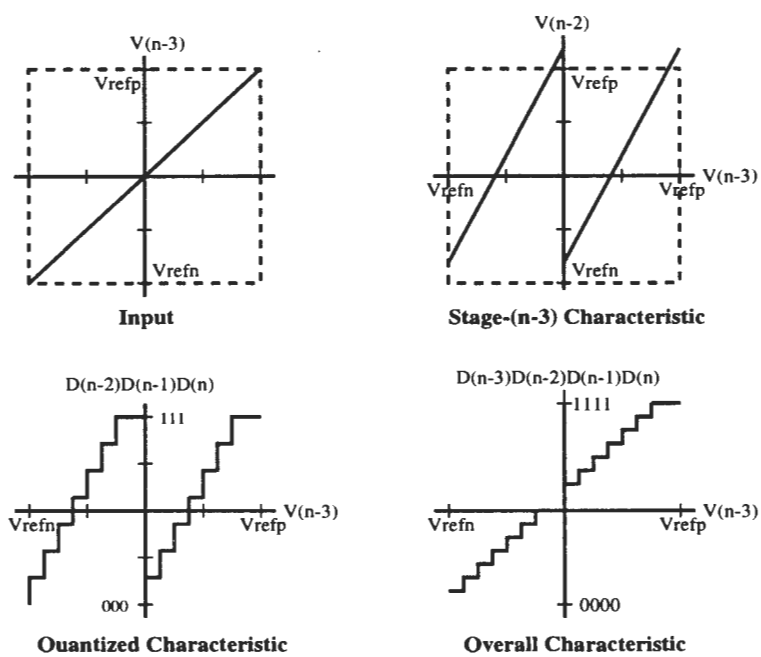 V(n-3)
Vrefp
Vrefn
Input
V(n-2)
Vrefp
Vrefn
V(n-3)
Vrefp
Vrefn
Stage-(n-3) Characteristic
D(n-2)D(n-1)D(n)
111
Vrefn
V(n-3)
Vrefp
000
Quantized Characteristic
D(n-3)D(n-2)D(n-1)D(n)
1111
Vrefn
V(n-3)
Vrefp
0000
Overall Characteristic